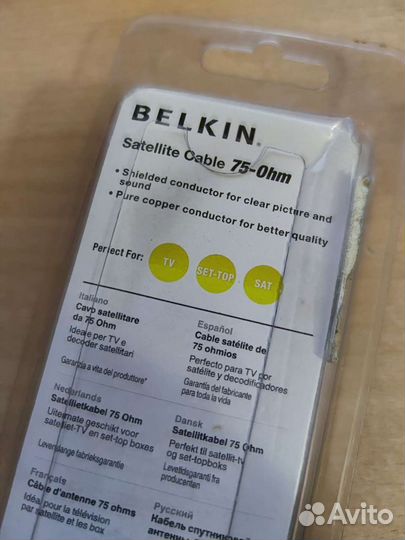 BELKIN.
Satellite Cable 75-Ohm
• Shielded conductor for clear picture and
sound
• Pure copper conductor for better quality
Perfect For:
TV
SET-TOP
SAT
Italiano
Cavo satellitare
da 75 Ohm
Ideale per TV e
decoder satellitari
Garanzia a vita del produttore*
Español
Cable satélite de
75 ohmios
Perfecto para TV por
satélite y decodificadores
Garantía del fabricante
para toda la vida
Nederlands
Satellietkabel 75 Ohm
Uitermate geschikt voor
satelliet-TV en set-top boxes
Levenslange fabrieksgarantie
Dansk
Satellitkabel 75 Ohm
Perfekt til satellit-tv
og set-topboks
Levetidsgaranti fra
producenten
Français
Câble d'antenne 75 ohms
Idéal pour la télévision
par satellite et les box
Русский
Кабель спутниковой
антенны
Avito